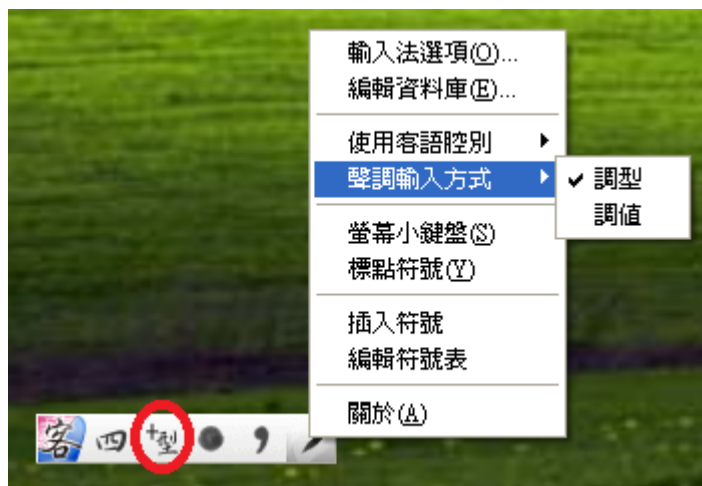 輸入法選項(O)...
編輯資料庫(E)...
使用客語腔別
聲調輸入方式
調型
調值
螢幕小鍵盤(S)
標點符號(Y)
插入符號
編輯符號表
關於(A)
客 四 +型 ,